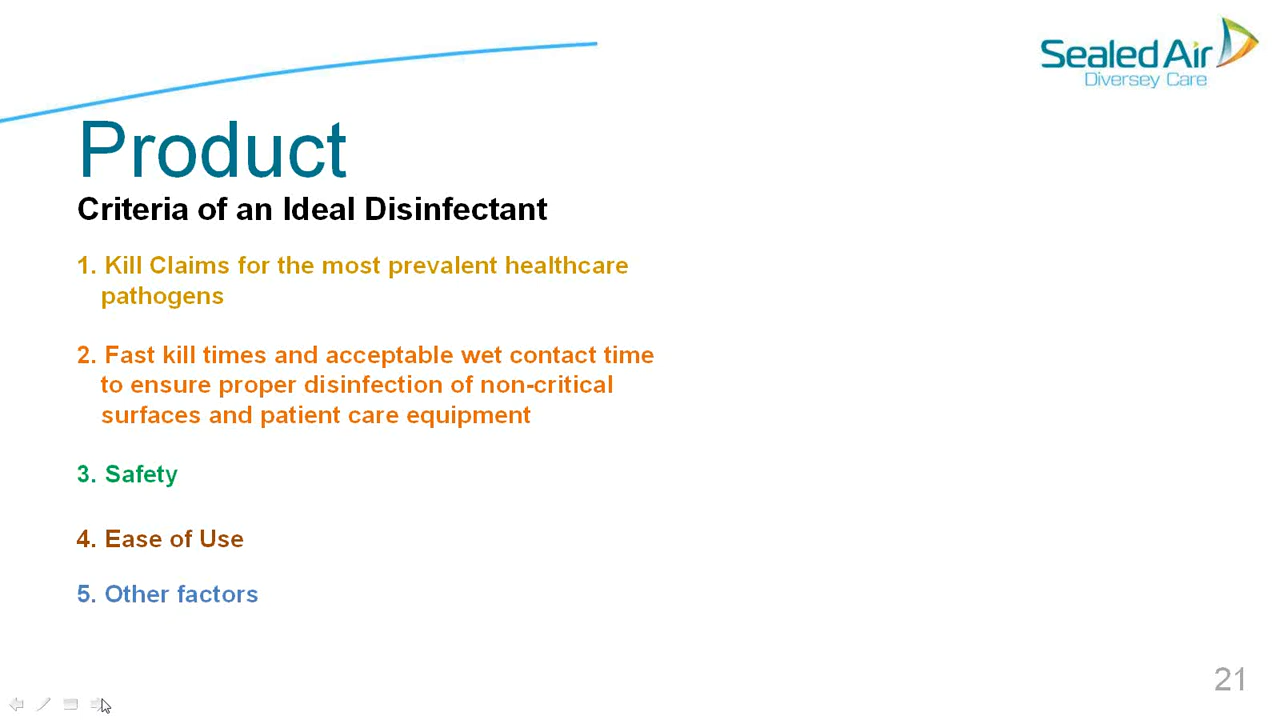 Sealed Air
Diversey Care
Product
Criteria of an Ideal Disinfectant
1. Kill Claims for the most prevalent healthcare
pathogens
2. Fast kill times and acceptable wet contact time
to ensure proper disinfection of non-critical
surfaces and patient care equipment
3. Safety
4. Ease of Use
5. Other factors
21